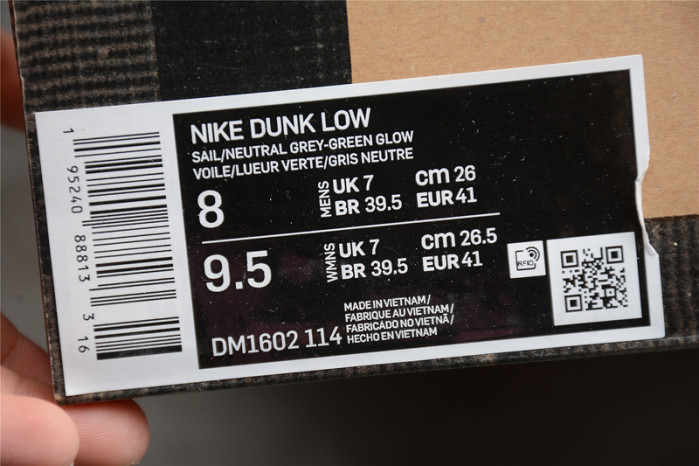 NIKE DUNK LOW
SAIL/NEUTRAL GREY-GREEN GLOW
VOILE/LUEUR VERTE/GRIS NEUTRE
8 MENS UK 7 cm 26
BR 39.5 EUR 41
9.5 WMNS UK 7 cm 26.5
BR 39.5 EUR 41
RFID
DM1602 114
MADE IN VIETNAM/
FABRIQUE AU VIETNAM/
FABRICADO NO VIETNÃ/
HECHO EN VIETNAM
1 95240 88813 3 16